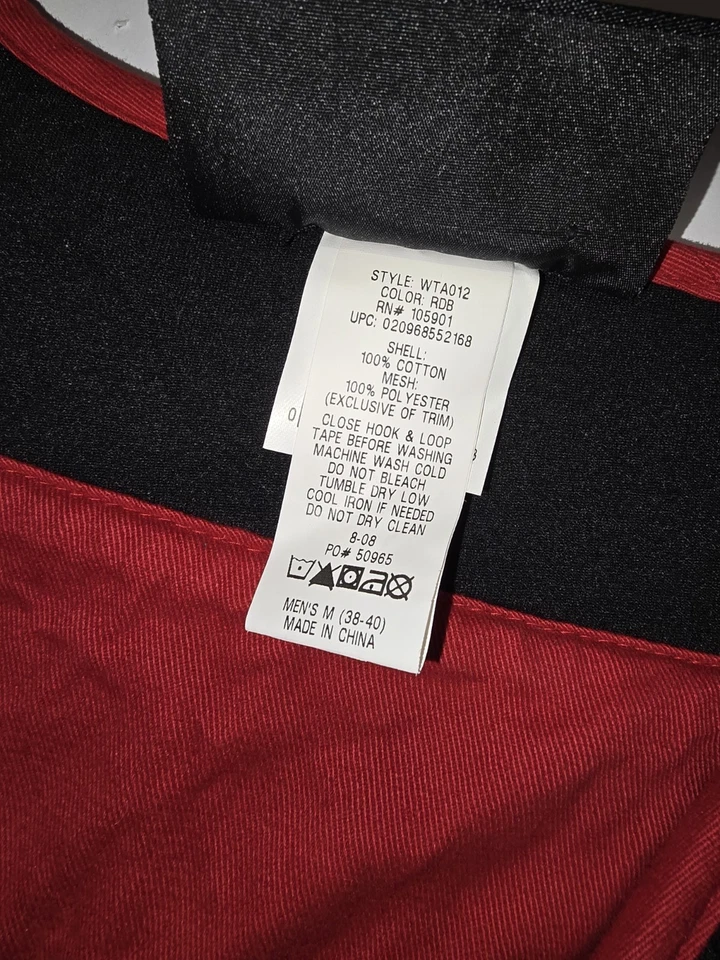 STYLE: WTA012
COLOR: RDB
RN# 105901
UPC: 020968552168
SHELL:
100% COTTON
MESH:
100% POLYESTER
(EXCLUSIVE OF TRIM)
CLOSE HOOK & LOOP
TAPE BEFORE WASHING
MACHINE WASH COLD
DO NOT BLEACH
TUMBLE DRY LOW
COOL IRON IF NEEDED
DO NOT DRY CLEAN
8-08
PO# 50965
MEN'S M (38-40)
MADE IN CHINA
0